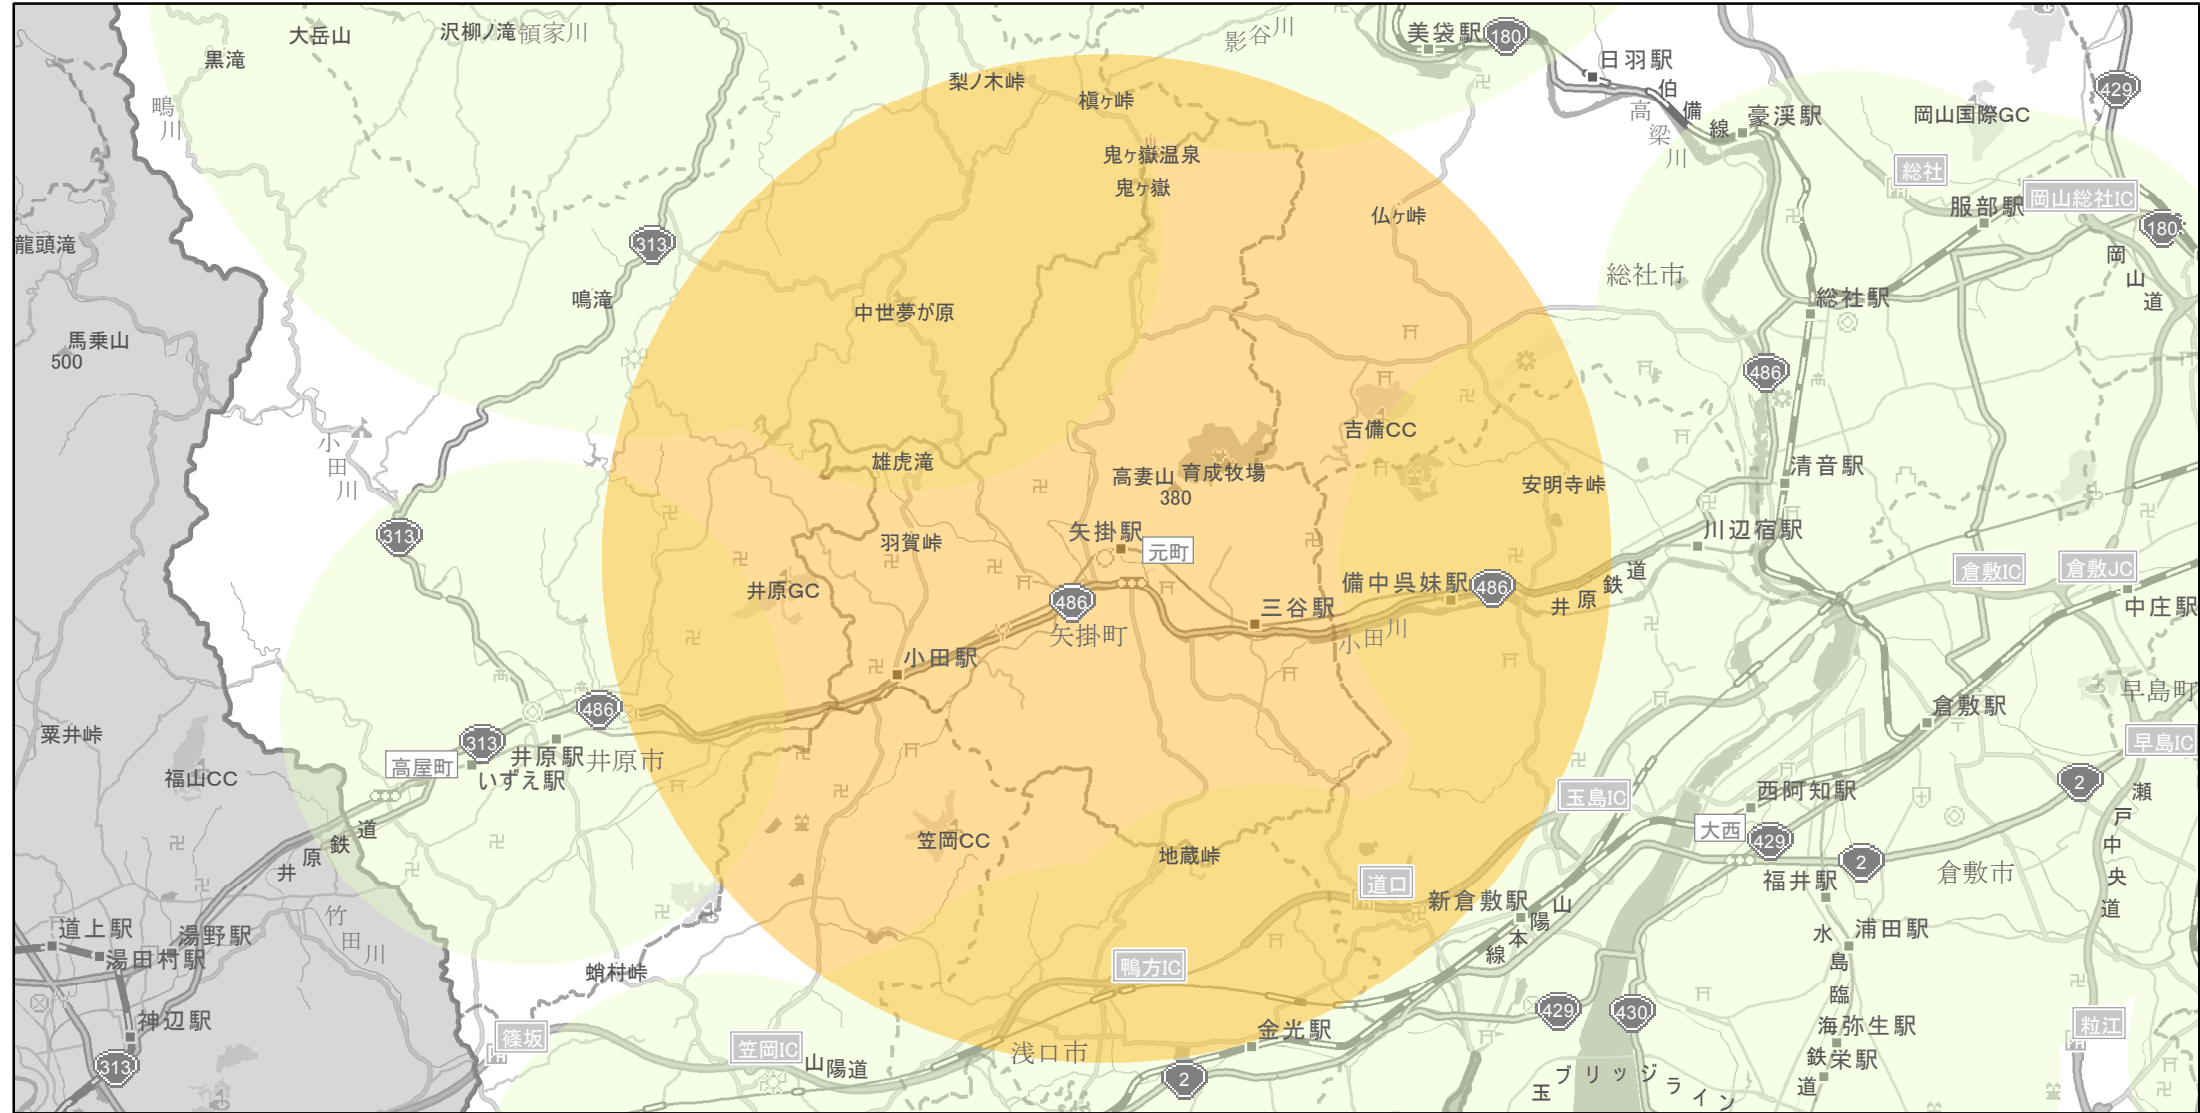 大岳山
沢柳ノ滝
領家川
影谷川
美袋駅
180
日羽駅
黒滝
梨ノ木峠
槇ヶ峠
伯備線
高梁川
豪渓駅
岡山国際GC
429
鴫川
鬼ヶ嶽温泉
鬼ヶ嶽
総社
岡山総社IC
仏ヶ峠
服部駅
180
龍頭滝
313
総社市
岡山道
鳴滝
中世夢が原
総社駅
馬乗山
500
486
小田川
雄虎滝
吉備CC
高妻山
380
育成牧場
安明寺峠
清音駅
313
羽賀峠
矢掛駅
元町
川辺宿駅
井原GC
486
備中呉妹駅
486
井原鉄道
倉敷IC
倉敷JC
中庄駅
三谷駅
矢掛町
小田川
小田駅
早島町
486
倉敷駅
粟井峠
313
井原駅
井原市
早島IC
高屋町
いずえ駅
福山CC
玉島IC
西阿知駅
2
瀬戸中央道
大西
429
井原鉄道
笠岡CC
地蔵峠
2
倉敷市
道口
福井駅
新倉敷駅
山陽本線
竹田川
道上駅
湯野駅
湯田村駅
浦田駅
水島臨海鉄道
蛸村峠
鴨方IC
429
430
神辺駅
篠坂
笠岡IC
山陽道
浅口市
金光駅
弥生駅
粒江
栄駅
313
2
玉ブリッジライン